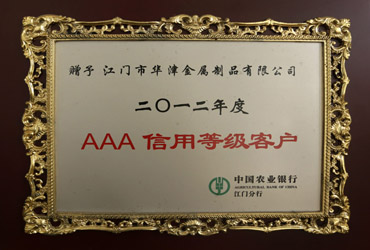 赠予 江门市华津金属制品有限公司
二〇一二年度
AAA 信用等级客户
中国农业银行
AGRICULTURAL BANK OF CHINA
江门分行